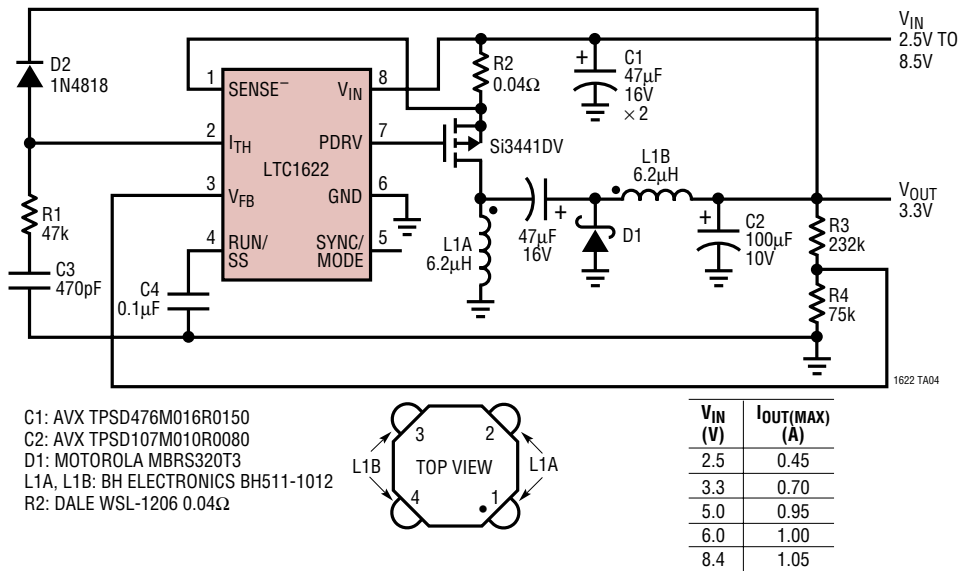 V_IN
2.5V TO
8.5V
D2
1N4818
1
SENSE⁻
V_IN
8
2
I_TH
PDRV
7
LTC1622
3
V_FB
GND
6
4
RUN/
SS
SYNC/
MODE
5
R2
0.04Ω
C1
47µF
16V
× 2
Si3441DV
L1B
6.2µH
V_OUT
3.3V
R1
47k
L1A
6.2µH
47µF
16V
+
+
+
D1
C2
100µF
10V
R3
232k
C3
470pF
C4
0.1µF
R4
75k
1622 TA04
C1: AVX TPSD476M016R0150
C2: AVX TPSD107M010R0080
D1: MOTOROLA MBRS320T3
L1A, L1B: BH ELECTRONICS BH511-1012
R2: DALE WSL-1206 0.04Ω
3
2
L1B
TOP VIEW
L1A
4
1
V_IN
(V)
I_OUT(MAX)
(A)
2.5 0.45
3.3 0.70
5.0 0.95
6.0 1.00
8.4 1.05